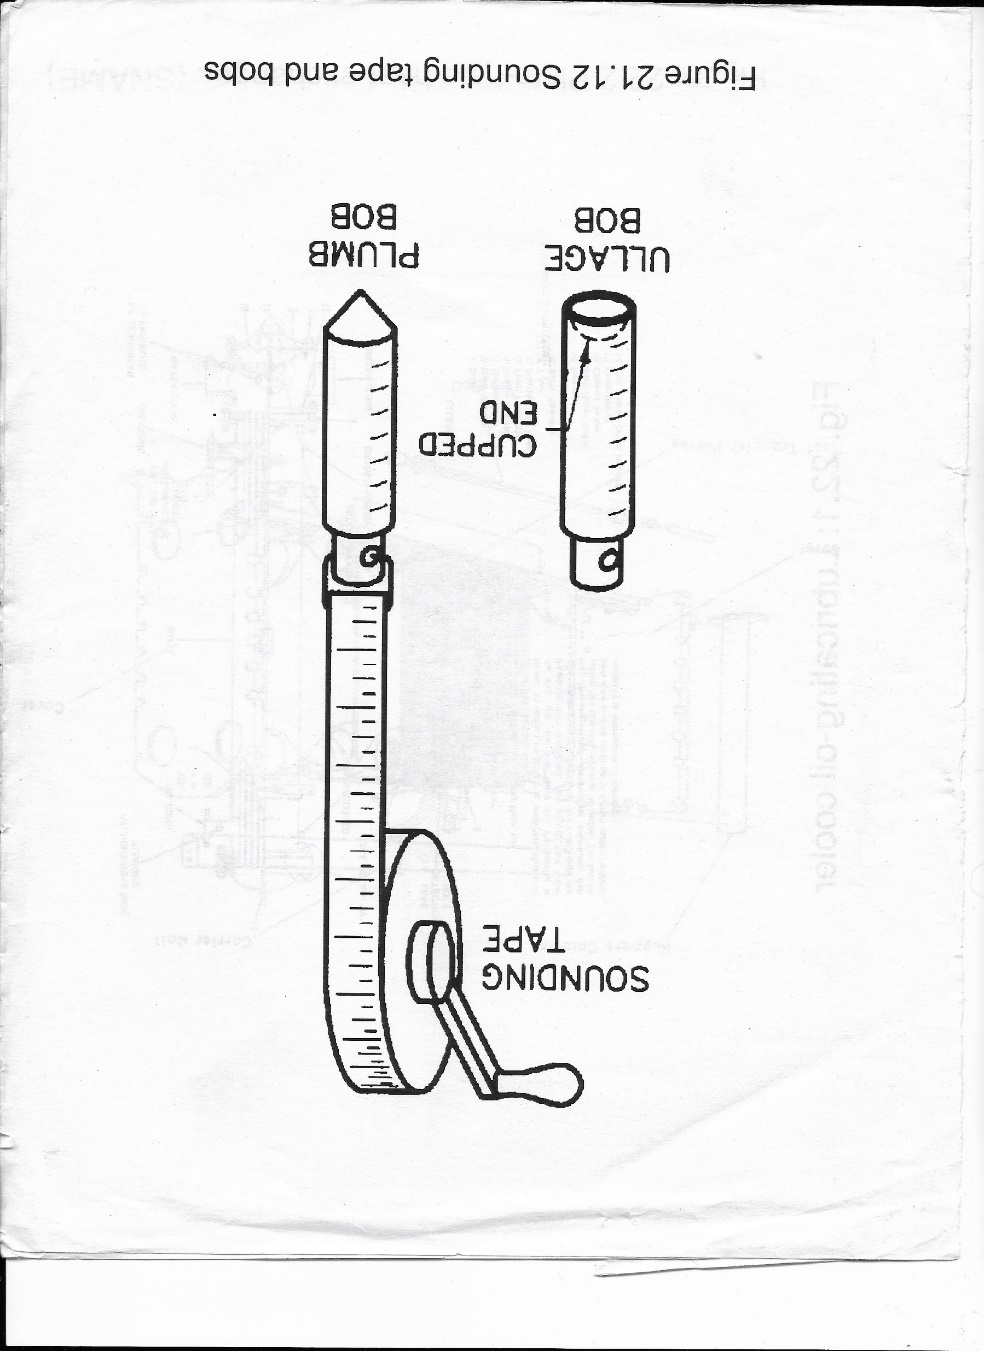 SOUNDING
TAPE
CUPPED
END
ULLAGE
BOB
PLUMB
BOB
Figure 21.12 Sounding tape and bobs